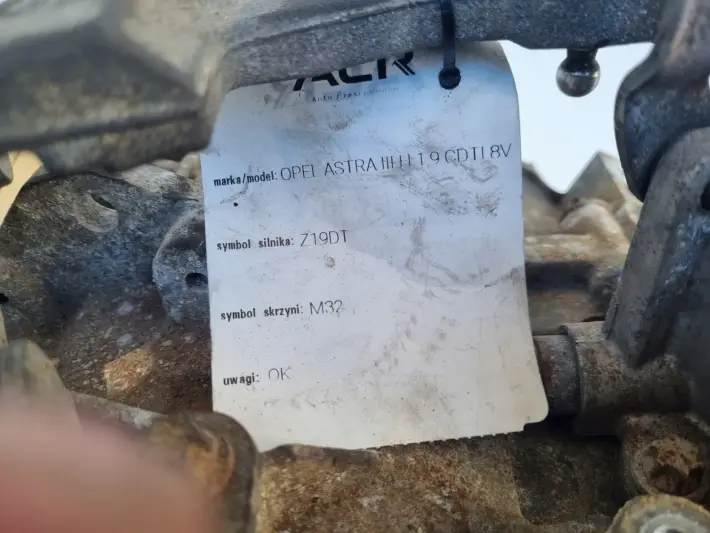 ACR
marka/model: OPEL ASTRA III H 1.9 CDTI 8V
symbol silnika: Z19DT
symbol skrzyni: M32
uwagi: OK